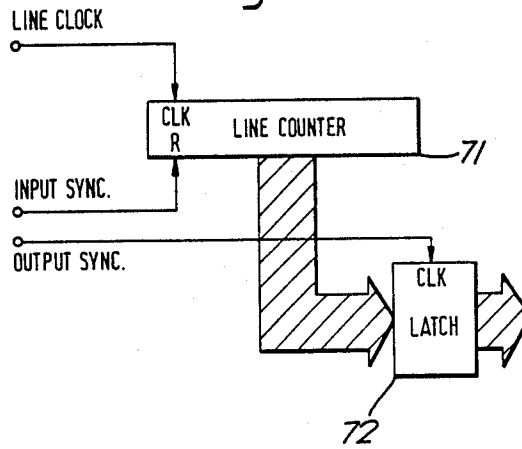 LINE CLOCK
CLK
R
LINE COUNTER
71
INPUT SYNC.
OUTPUT SYNC.
CLK
LATCH
72